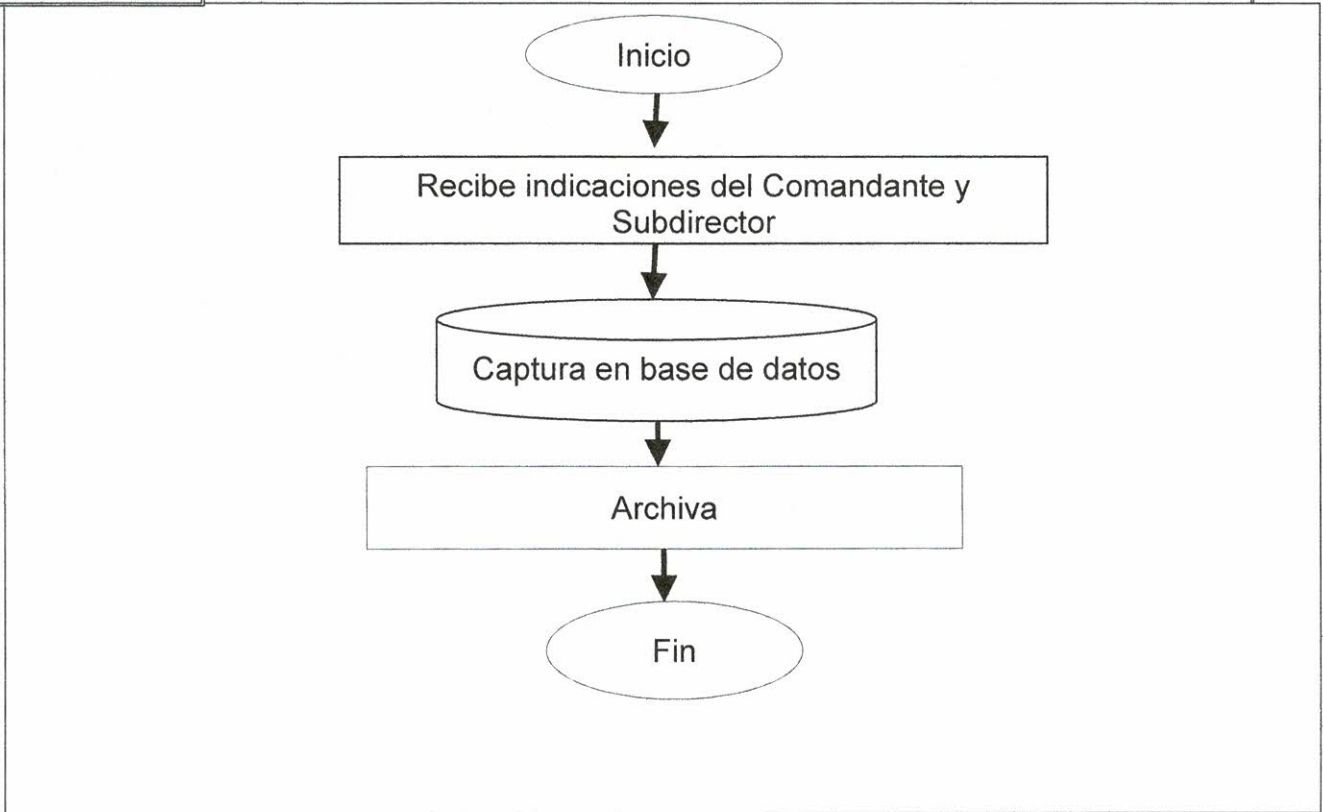 Inicio
Recibe indicaciones del Comandante y
Subdirector
Captura en base de datos
Archiva
Fin